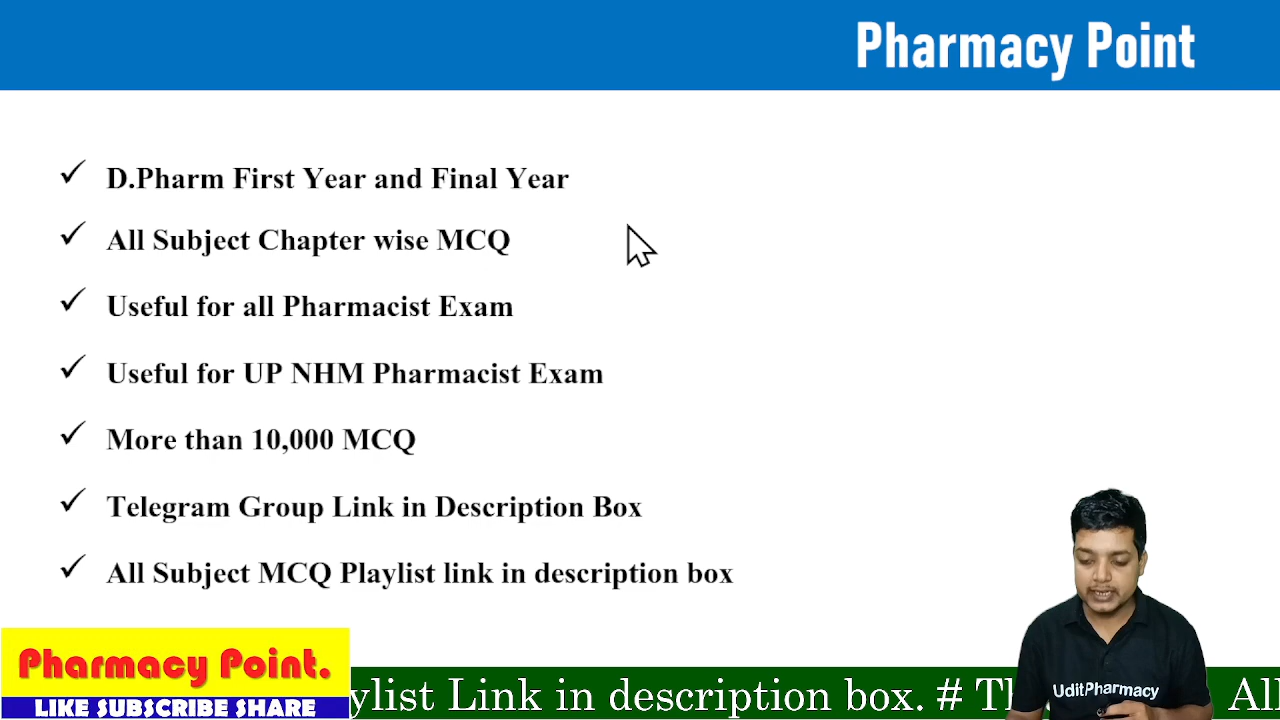 Pharmacy Point
D.Pharm First Year and Final Year
All Subject Chapter wise MCQ
Useful for all Pharmacist Exam
Useful for UP NHM Pharmacist Exam
More than 10,000 MCQ
Telegram Group Link in Description Box
All Subject MCQ Playlist link in description box
Pharmacy Point.
LIKE SUBSCRIBE SHARE
Link in description box. #
UditPharmacy